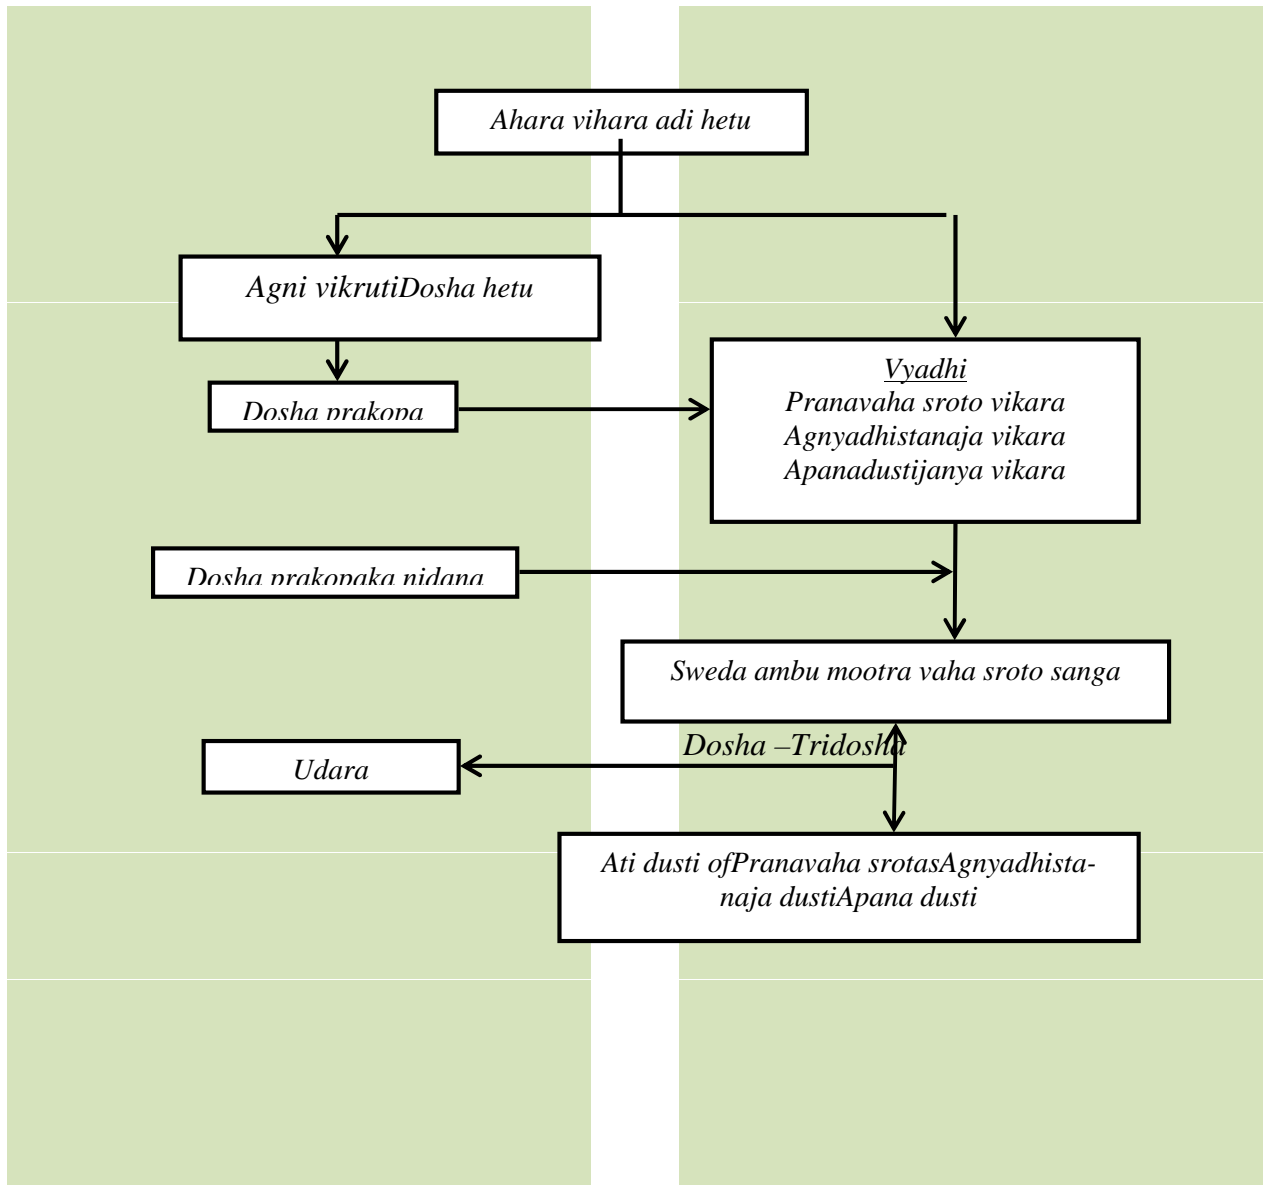 Ahara vihara adi hetu
Agni vikrutiDosha hetu
Vyadhi
Pranavaha sroto vikara
Agnyadhistanaja vikara
Apanadustijanya vikara
Dosha prakopa
Dosha prakopaka nidana
Sweda ambu mootra vaha sroto sanga
Dosha –Tridosha
Udara
Ati dusti ofPranavaha srotasAgnyadhista-
naja dustiApana dusti